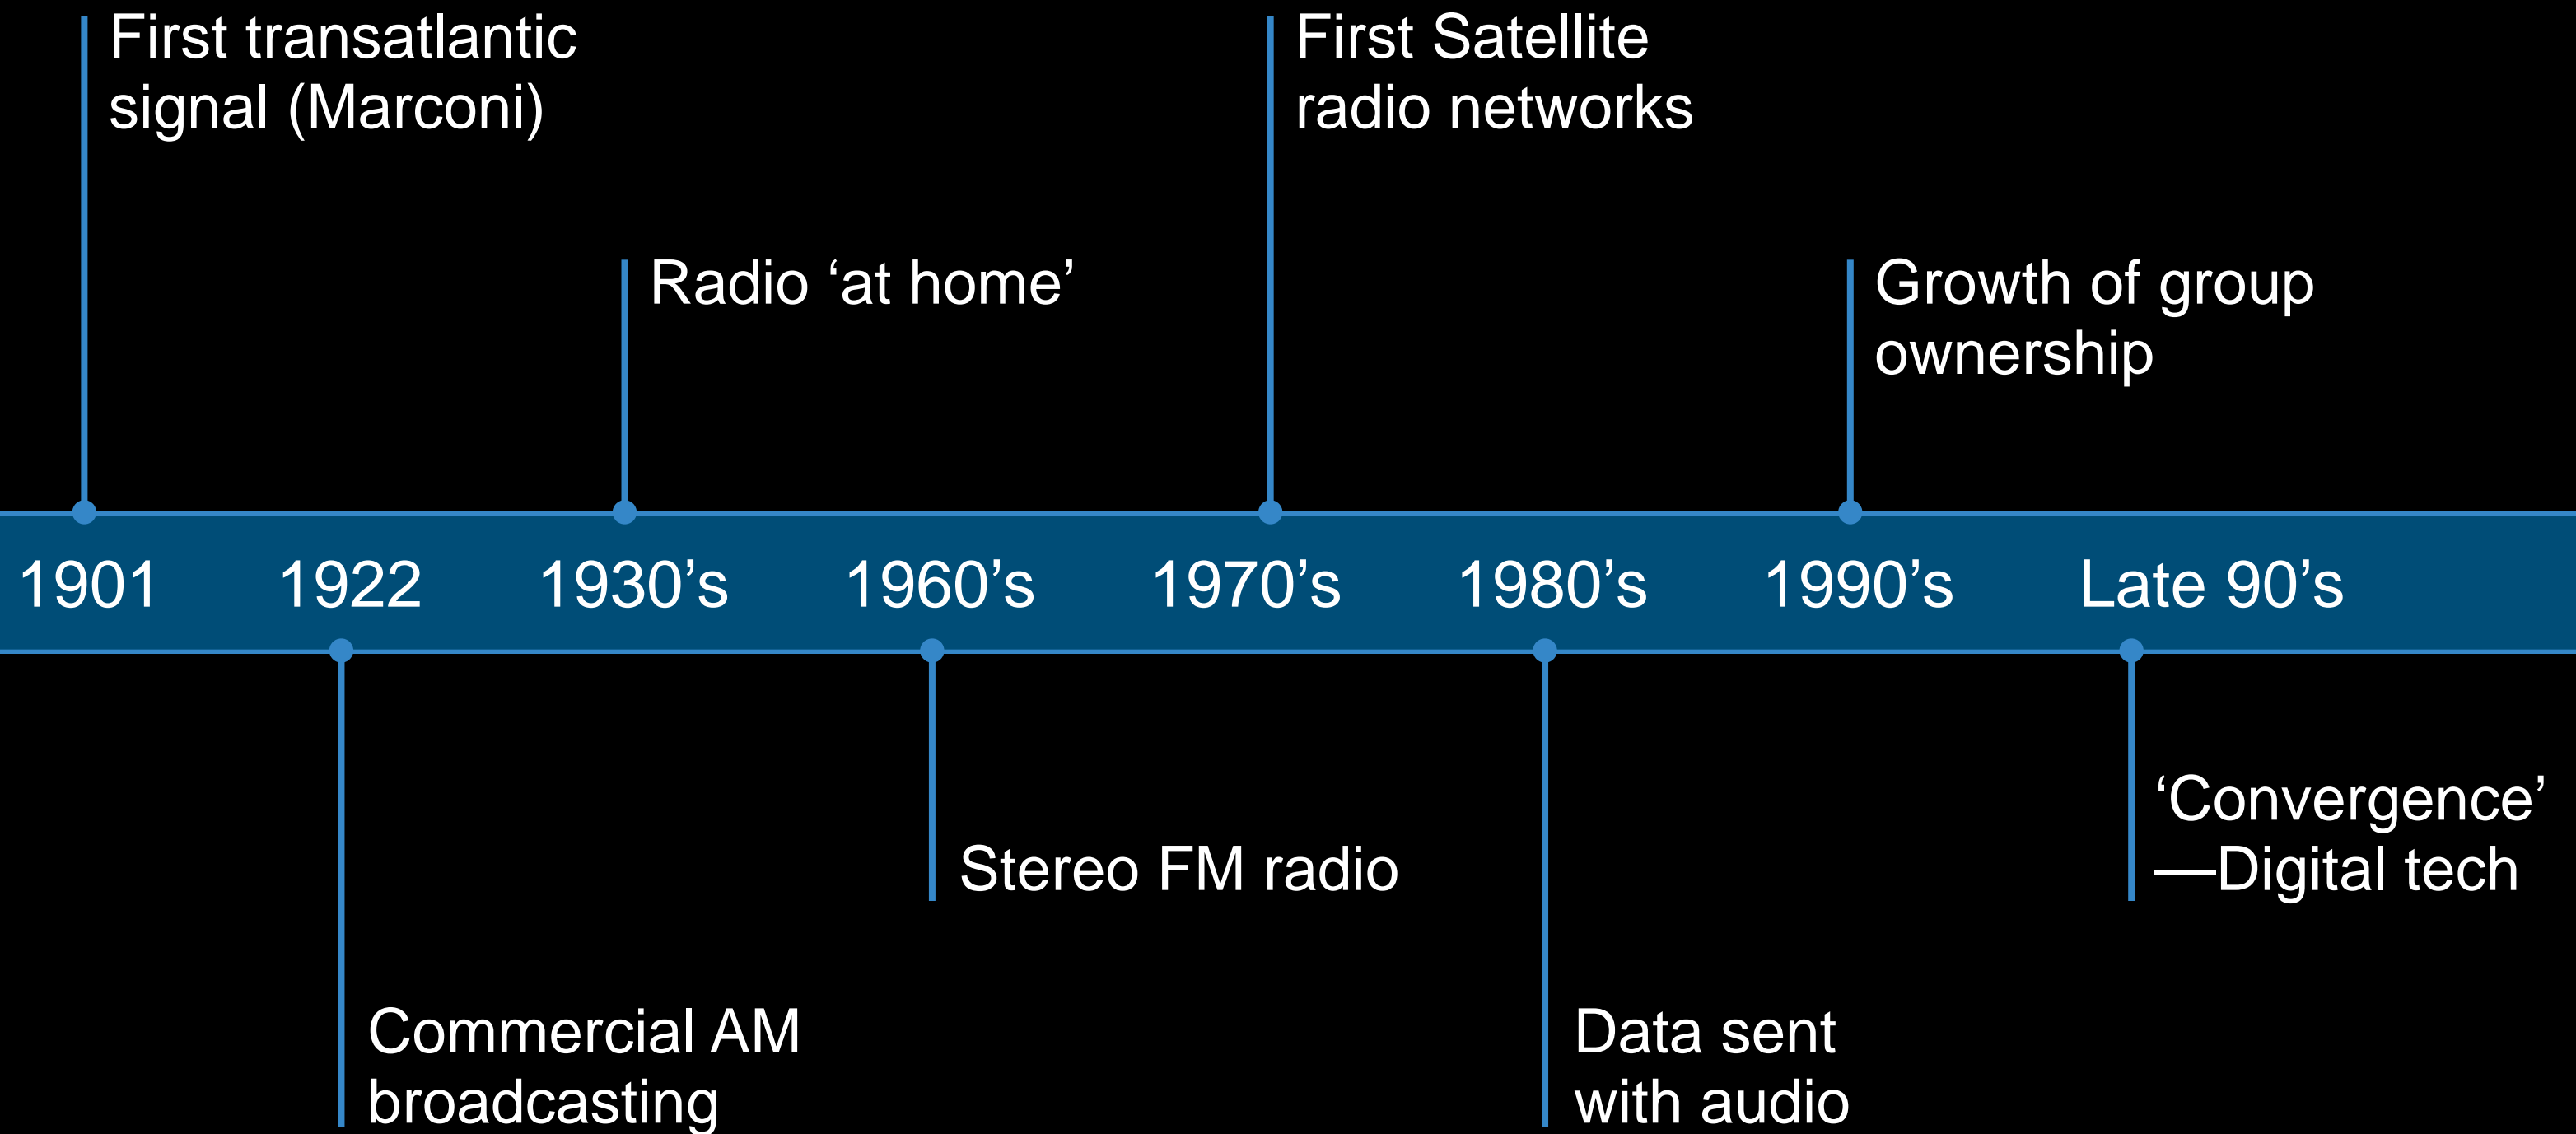 First transatlantic
signal (Marconi)
First Satellite
radio networks
Radio ‘at home’
Growth of group
ownership
1901 1922 1930’s 1960’s 1970’s 1980’s 1990’s Late 90’s
‘Convergence’
—Digital tech
Stereo FM radio
Commercial AM
broadcasting
Data sent
with audio